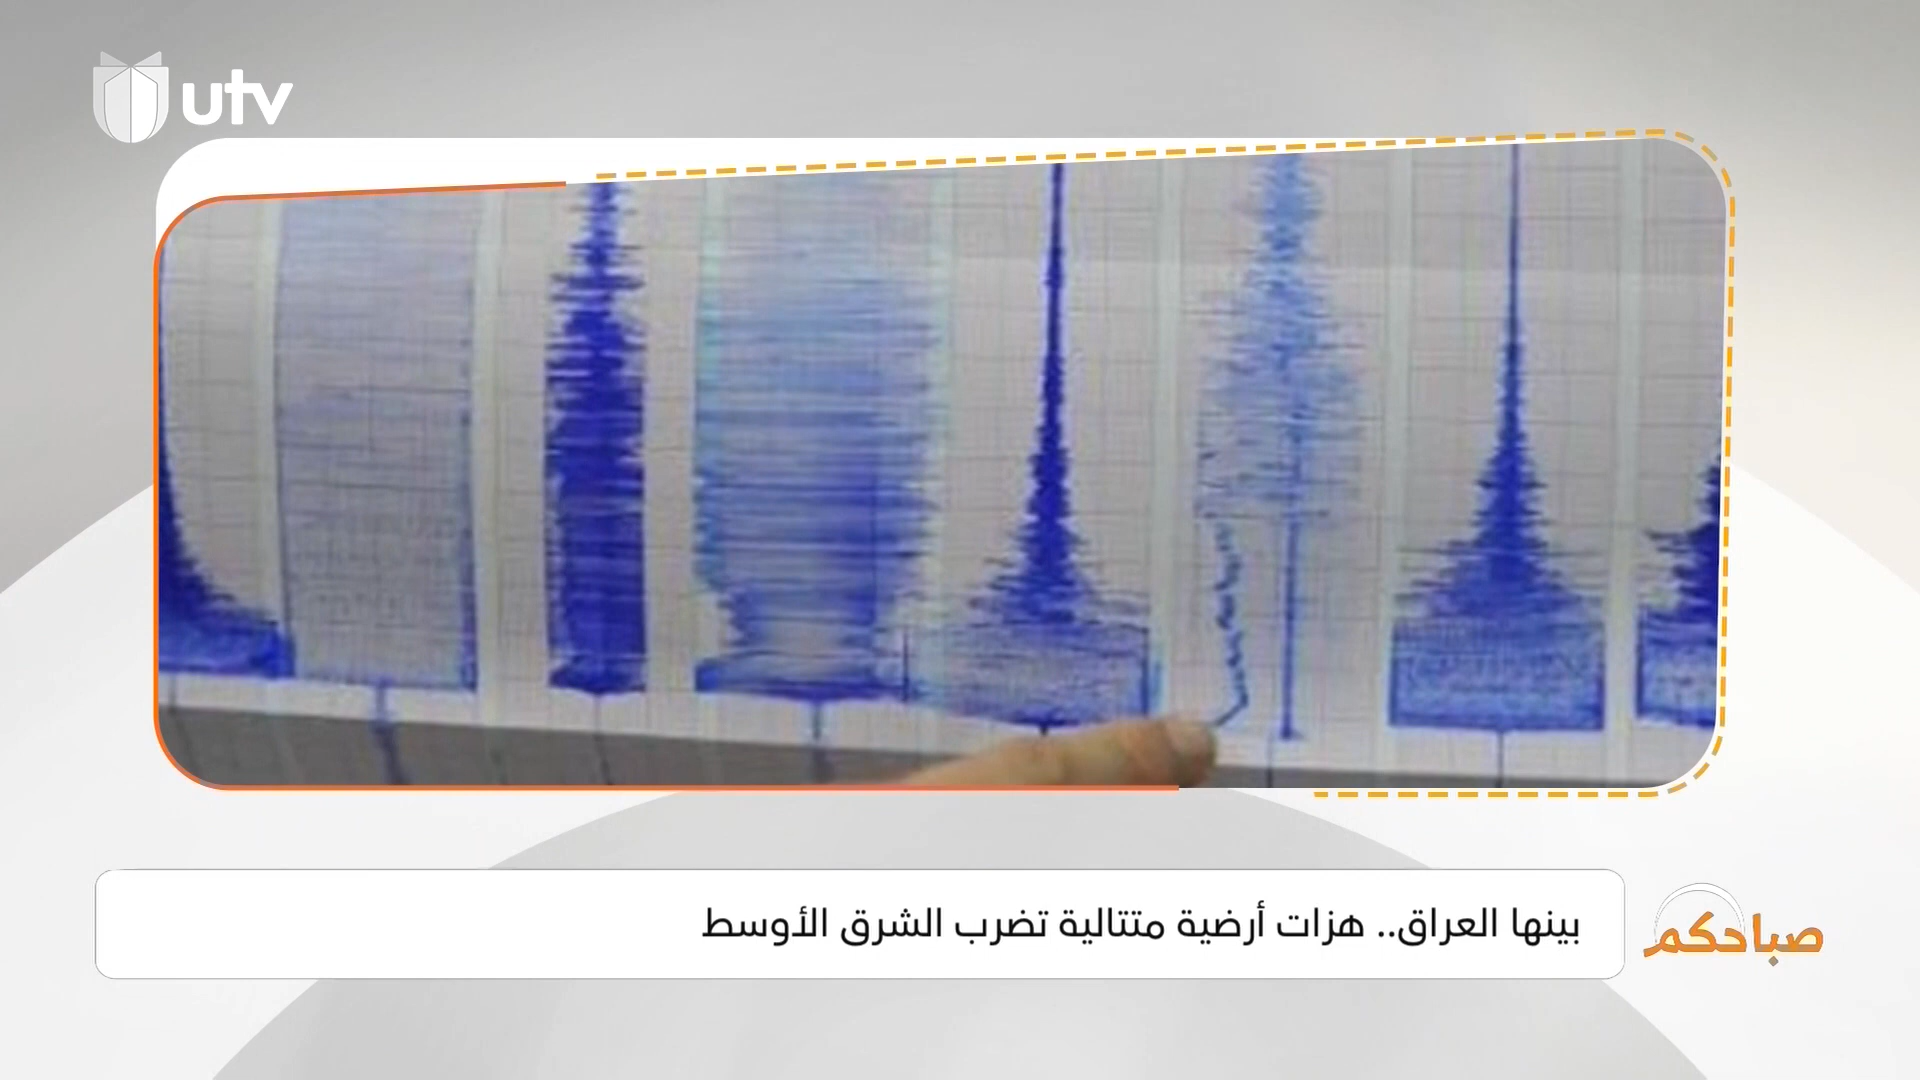 utv
بينها العراق.. هزات أرضية متتالية تضرب الشرق الأوسط
صباحكم